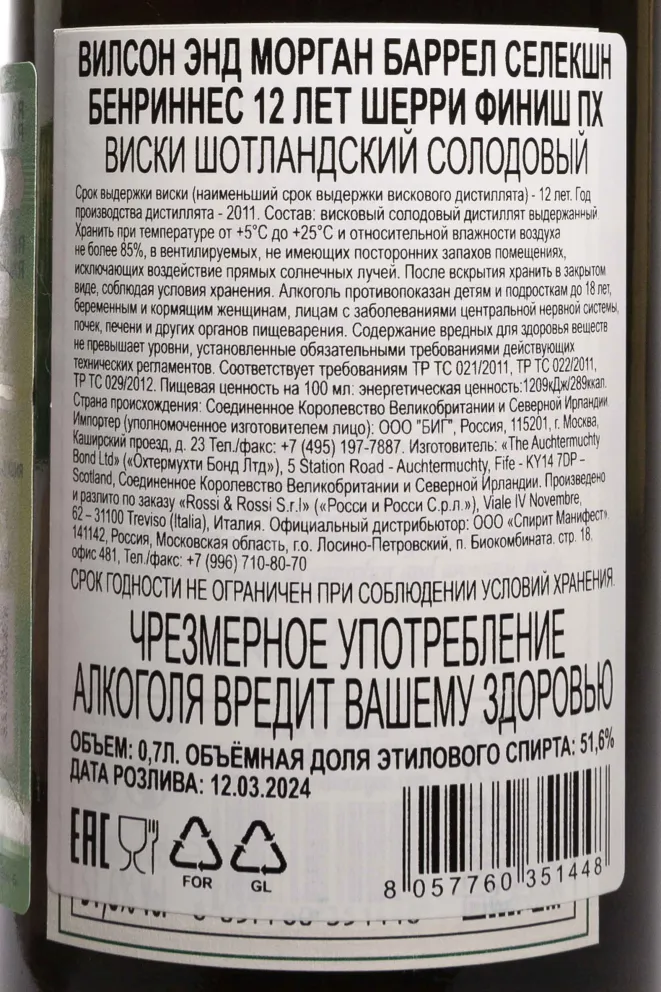 ВИЛСОН ЭНД МОРГАН БАРРЕЛ СЕЛЕКШН
БЕНРИННЕС 12 ЛЕТ ШЕРРИ ФИНИШ ПХ
ВИСКИ ШОТЛАНДСКИЙ СОЛОДОВЫЙ
Срок выдержки виски (наименьший срок выдержки вискового дистиллята) - 12 лет. Год
производства дистиллята - 2011. Состав: висковый солодовый дистиллят выдержанный.
Хранить при температуре от +5°С до +25°С и относительной влажности воздуха
не более 85%, в вентилируемых, не имеющих посторонних запахов помещениях,
исключающих воздействие прямых солнечных лучей. После вскрытия хранить в закрытом
виде, соблюдая условия хранения. Алкоголь противопоказан детям и подросткам до 18 лет,
беременным и кормящим женщинам, лицам с заболеваниями центральной нервной системы,
почек, печени и других органов пищеварения. Содержание вредных для здоровья веществ
не превышает уровни, установленные обязательными требованиями действующих
технических регламентов. Соответствует требованиям ТР ТС 021/2011, ТР ТС 022/2011,
ТР ТС 029/2012. Пищевая ценность на 100 мл: энергетическая ценность:1209кДж/289ккал.
Страна происхождения: Соединенное Королевство Великобритании и Северной Ирландии.
Импортер (уполномоченное изготовителем лицо): ООО "БИГ", Россия, 115201, г. Москва,
Каширский проезд, д. 23 Тел./факс: +7 (495) 197-7887. Изготовитель: «The Auchtermuchty
Bond Ltd» («Охтермухти Бонд Лтд»), 5 Station Road - Auchtermuchty, Fife - KY14 7DP –
Scotland, Соединенное Королевство Великобритании и Северной Ирландии. Произведено
и разлито по заказу «Rossi & Rossi S.r.l» («Росси и Росси С.р.л.»), Viale IV Novembre,
62 – 31100 Treviso (Italia), Италия. Официальный дистрибьютор: ООО «Спирит Манифест».
141142, Россия, Московская область, г.о. Лосино-Петровский, п. Биокомбината. стр. 18.
офис 481, Тел./факс: +7 (996) 710-80-70
СРОК ГОДНОСТИ НЕ ОГРАНИЧЕН ПРИ СОБЛЮДЕНИИ УСЛОВИЙ ХРАНЕНИЯ.
ЧРЕЗМЕРНОЕ УПОТРЕБЛЕНИЕ
АЛКОГОЛЯ ВРЕДИТ ВАШЕМУ ЗДОРОВЬЮ
ОБЪЕМ: 0,7Л. ОБЪЁМНАЯ ДОЛЯ ЭТИЛОВОГО СПИРТА: 51,6%
ДАТА РОЗЛИВА: 12.03.2024
EAC
FOR
GL
8 057760 351448